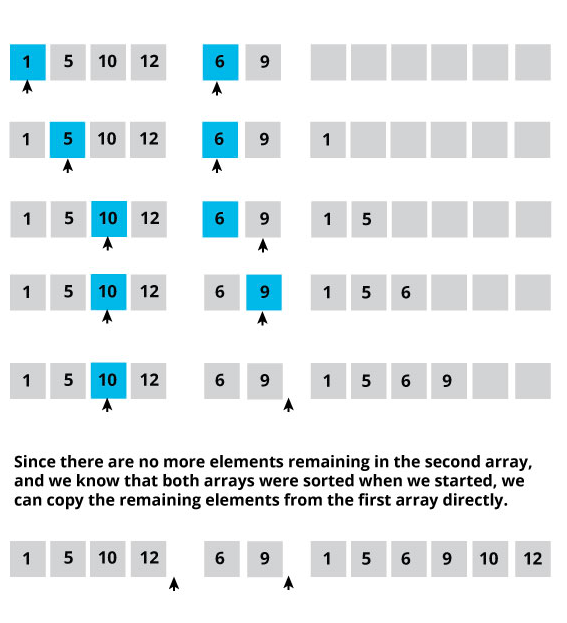 1 5 10 12 6 9
1 5 10 12 6 9 1
1 5 10 12 6 9 1 5
1 5 10 12 6 9 1 5 6
1 5 10 12 6 9 1 5 6 9
Since there are no more elements remaining in the second array,
and we know that both arrays were sorted when we started, we
can copy the remaining elements from the first array directly.
1 5 10 12 6 9 1 5 6 9 10 12